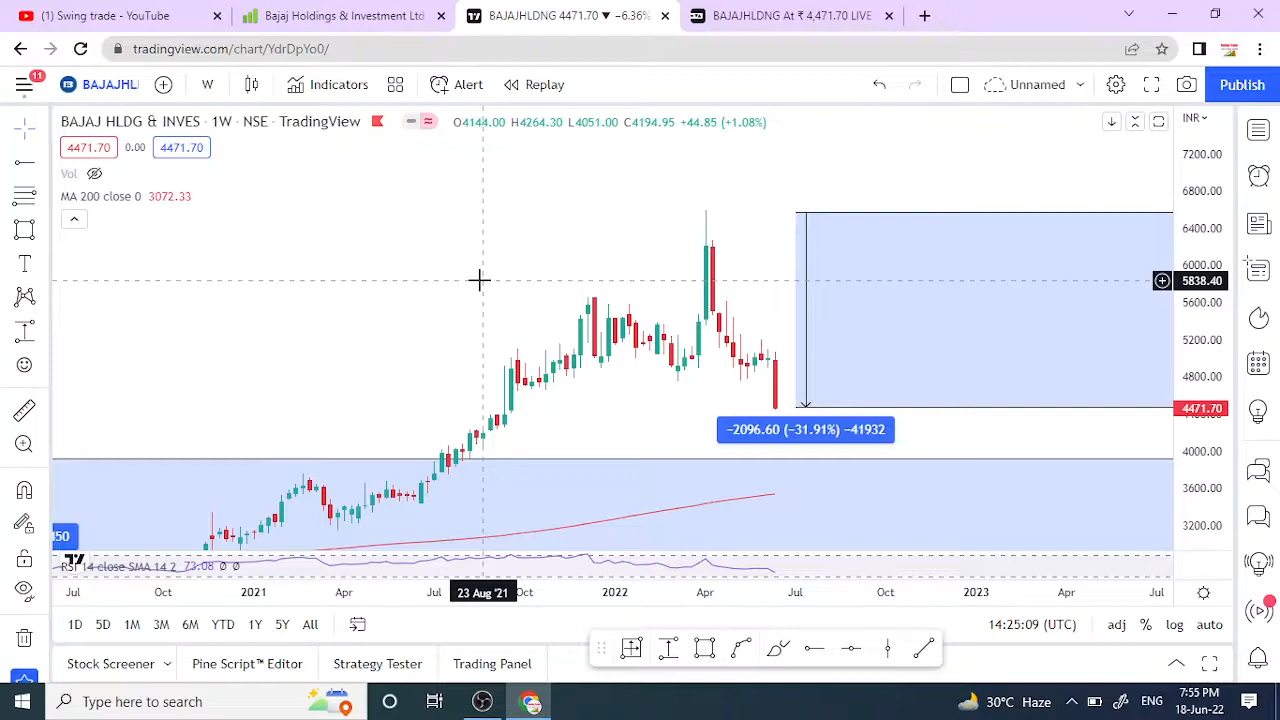 (1) Swing trade - YouTube
Bajaj Holdings & Investment Ltd
BAJAJHLDNG 4471.70 ▼ −6.36%
BAJAJHLDNG At ₹ 4,471.70 LIVE
tradingview.com/chart/YdrDpYo0/
11
BAJAJHL
W
Indicators
Alert
Replay
Unnamed
Publish
BAJAJ HLDG & INVES · 1W · NSE · TradingView
O4144.00 H4264.30 L4051.00 C4194.95 +44.85 (+1.08%)
INR
4471.70 0.00 4471.70
Vol
MA 200 close 0 3072.33
7200.00
6800.00
6400.00
6000.00
5838.40
5600.00
5200.00
4800.00
4471.70
4000.00
3600.00
3200.00
−2096.60 (−31.91%) −41932
450
RSI 14 close SMA 14 2 73.08 0 0
Jul Oct 2021 Apr Jul 23 Aug '21 Oct 2022 Apr Jul Oct 2023 Apr Jul
1D 5D 1M 3M 6M YTD 1Y 5Y All
14:25:09 (UTC) adj % log auto
Stock Screener Pine Script™ Editor Strategy Tester Trading Panel
Type here to search
30°C Haze
ENG
7:55 PM
18-Jun-22